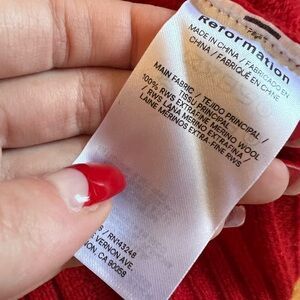 Reformation
MADE IN CHINA / FABRICADO EN
CHINA / FABRIQUÉ EN CHINE
MAIN FABRIC / TEJIDO PRINCIPAL /
TISSU PRINCIPAL /
100% RWS EXTRAFINE MERINO WOOL
/ RWS LANA MERINO EXTRAFINA /
LAINE MÉRINOS EXTRA-FINE RWS
/ RN143248
VERNON AVE.
CA 90058